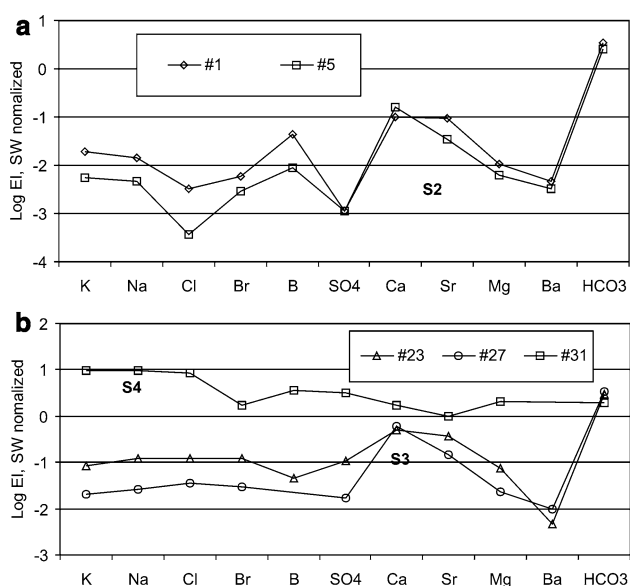 a
1
0
-1
-2
-3
-4
Log EI, SW nomalized
#1 #5
S2
K Na Cl Br B SO4 Ca Sr Mg Ba HCO3
b
2
1
0
-1
-2
-3
Log EI, SW nomalized
#23 #27 #31
S4
S3
K Na Cl Br B SO4 Ca Sr Mg Ba HCO3